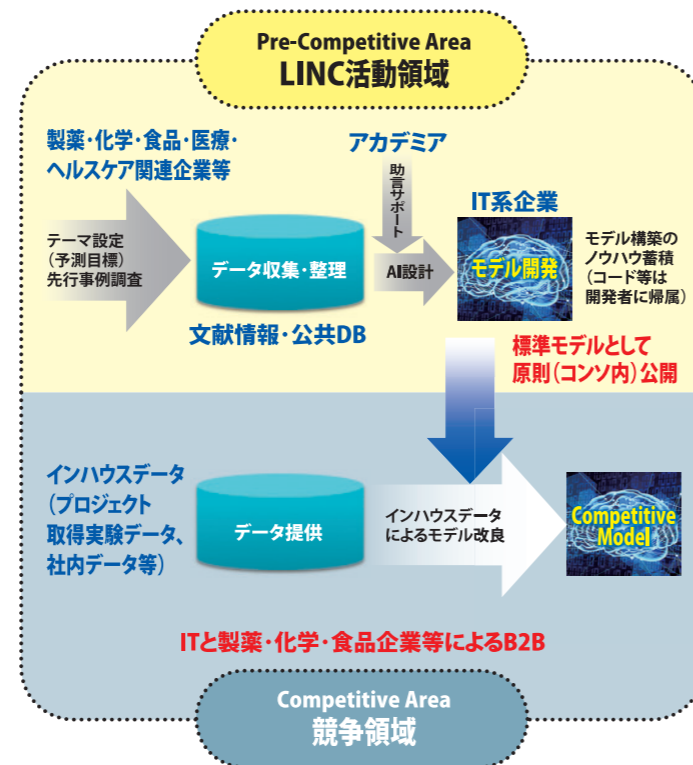 Pre-Competitive Area
LINC活動領域
製薬・化学・食品・医療・
ヘルスケア関連企業等
アカデミア
助言サポート
IT系企業
テーマ設定
(予測目標)
先行事例調査
データ収集・整理
AI設計
モデル開発
モデル構築の
ノウハウ蓄積
(コード等は
開発者に帰属)
文献情報・公共DB
標準モデルとして
原則(コンソ内)公開
インハウスデータ
(プロジェクト
取得実験データ、
社内データ等)
データ提供
インハウスデータ
によるモデル改良
Competitive
Model
ITと製薬・化学・食品企業等によるB2B
Competitive Area
競争領域